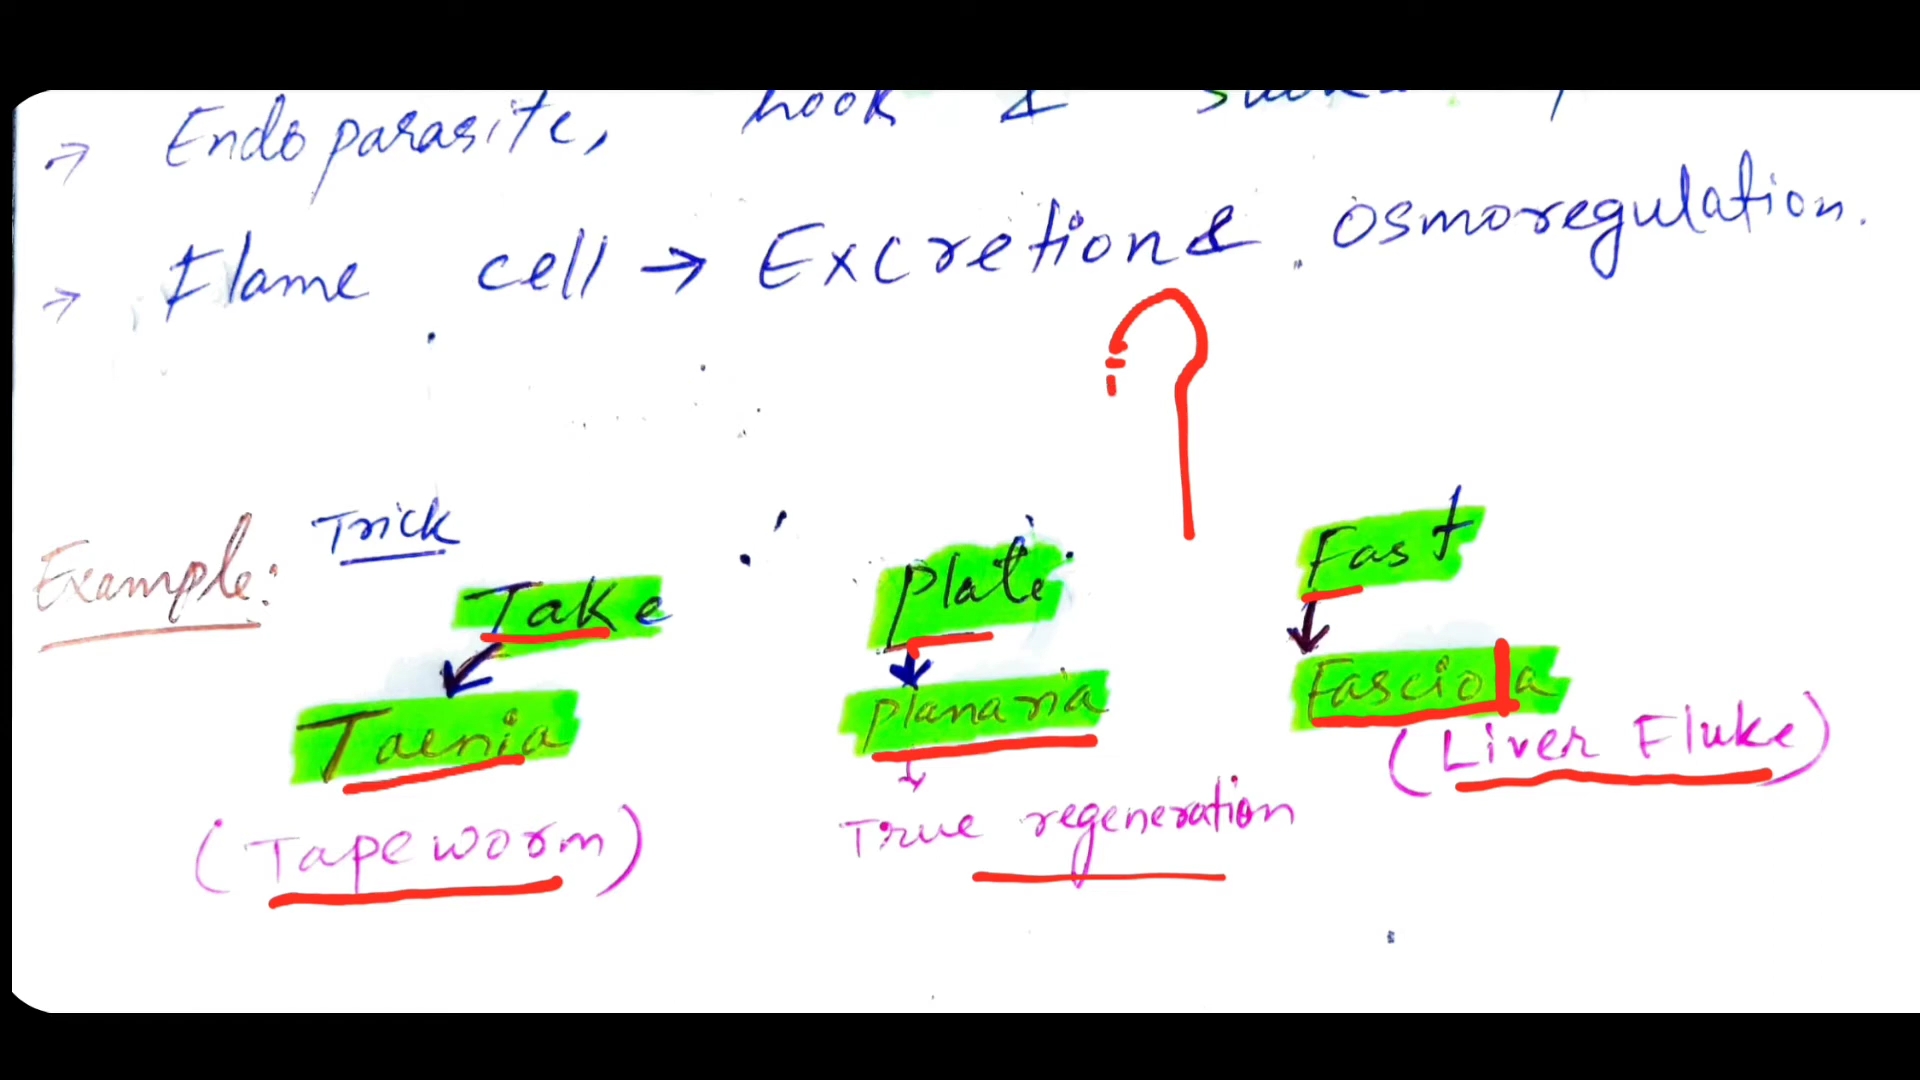 → Endoparasite, hook &
→ Flame cell → Excretion & osmoregulation.
Example: Trick
Take Plate Fast
Taenia Planaria Fasciola
(Tapeworm) True regeneration (Liver Fluke)